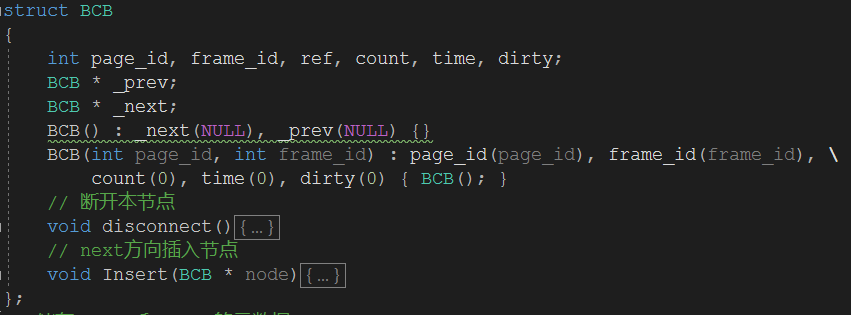 struct BCB
{
int page_id, frame_id, ref, count, time, dirty;
BCB * _prev;
BCB * _next;
BCB() : _next(NULL), _prev(NULL) {}
BCB(int page_id, int frame_id) : page_id(page_id), frame_id(frame_id), \
count(0), time(0), dirty(0) { BCB(); }
// 断开本节点
void disconnect(){...}
// next方向插入节点
void Insert(BCB * node){...}
};